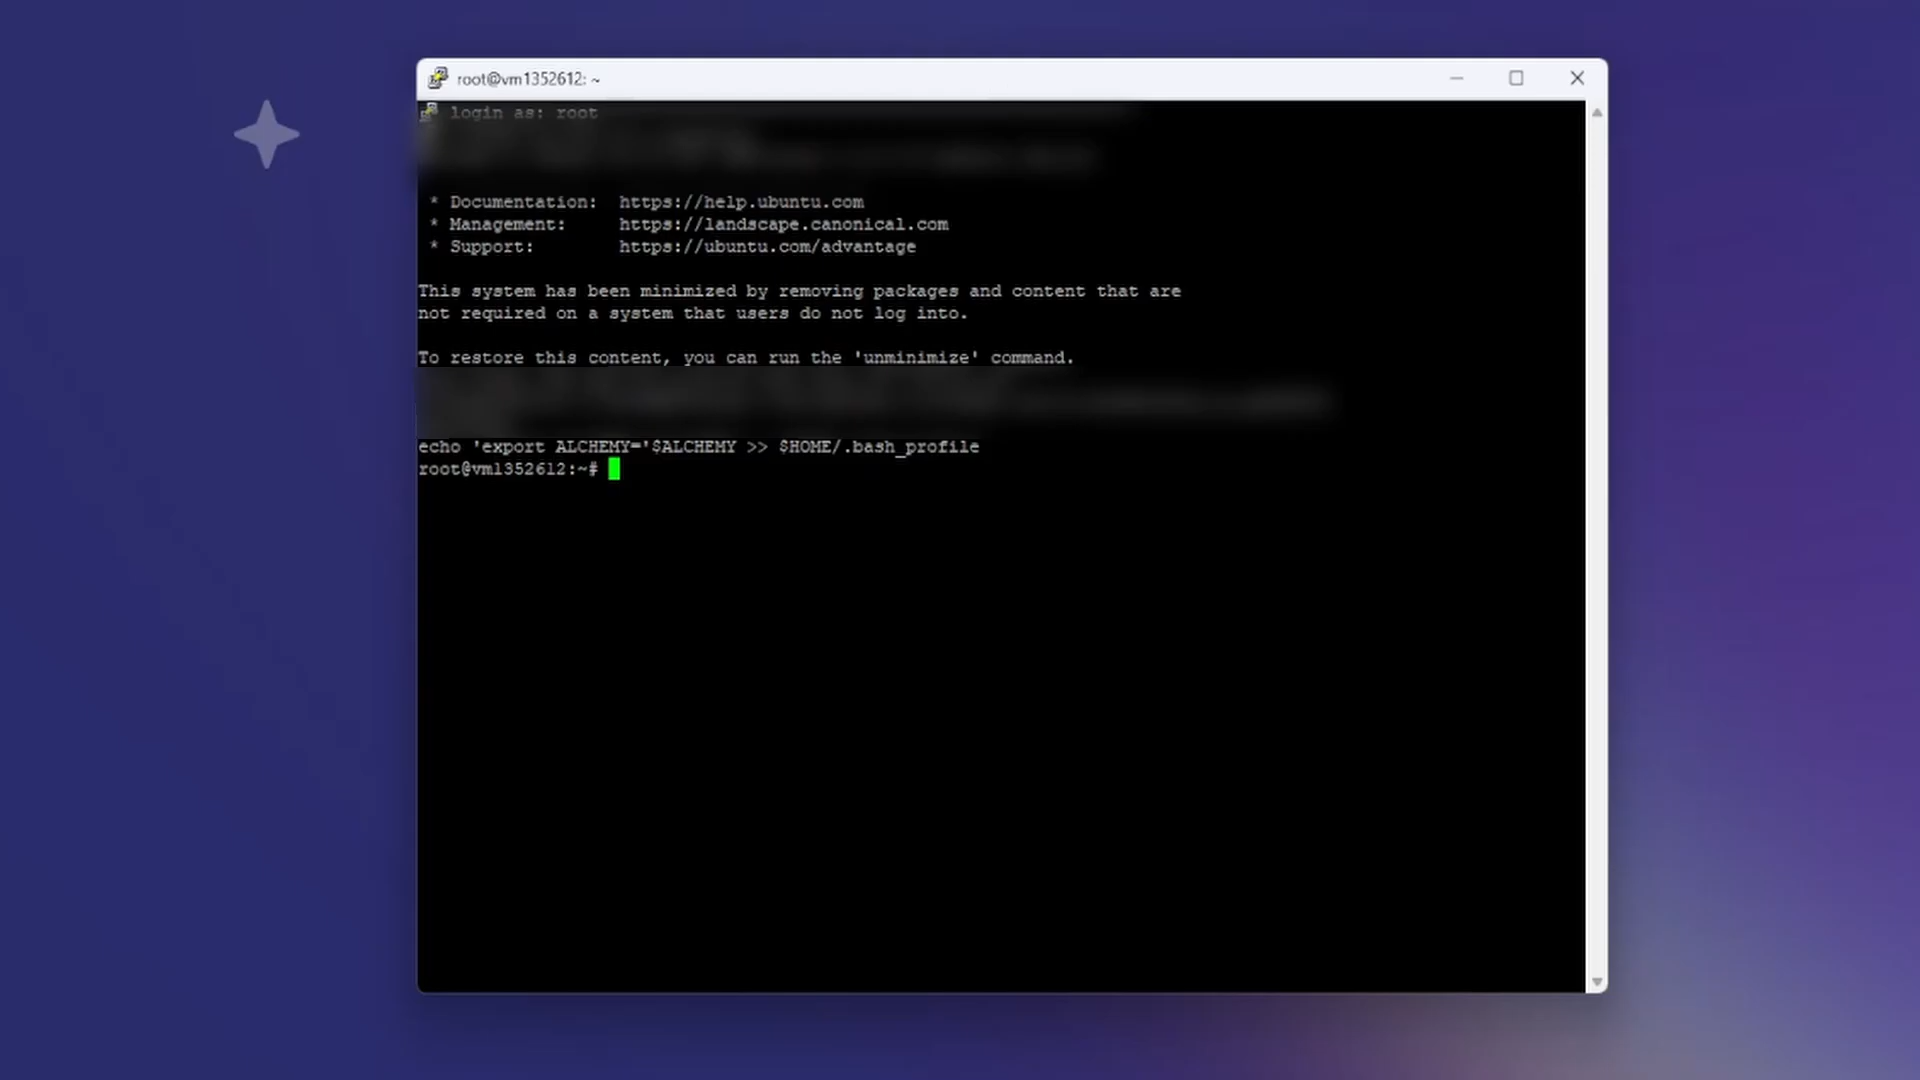 root@vm1352612: ~
login as: root
* Documentation:  https://help.ubuntu.com
* Management:     https://landscape.canonical.com
* Support:        https://ubuntu.com/advantage
This system has been minimized by removing packages and content that are
not required on a system that users do not log into.
To restore this content, you can run the 'unminimize' command.
echo 'export ALCHEMY='$ALCHEMY >> $HOME/.bash_profile
root@vm1352612:~#